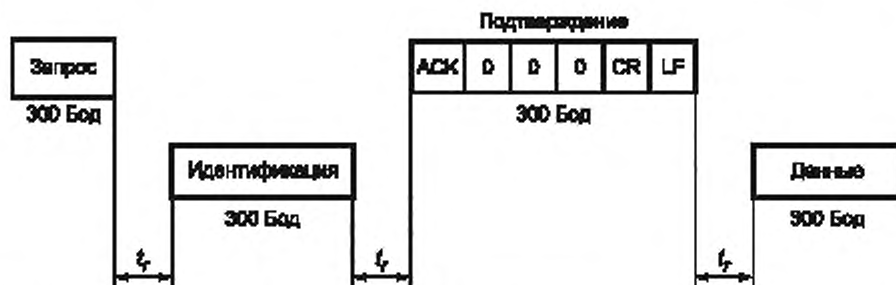 Подтверждение
Запрос
ACK 0 0 0 CR LF
300 Бод
300 Бод
Идентификация
Данные
300 Бод
300 Бод
tr tr tr